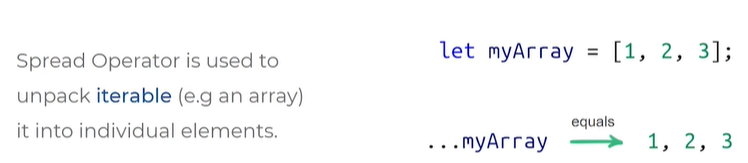 Spread Operator is used to
unpack iterable (e.g an array)
it into individual elements.
let myArray = [1, 2, 3];
...myArray equals 1, 2, 3